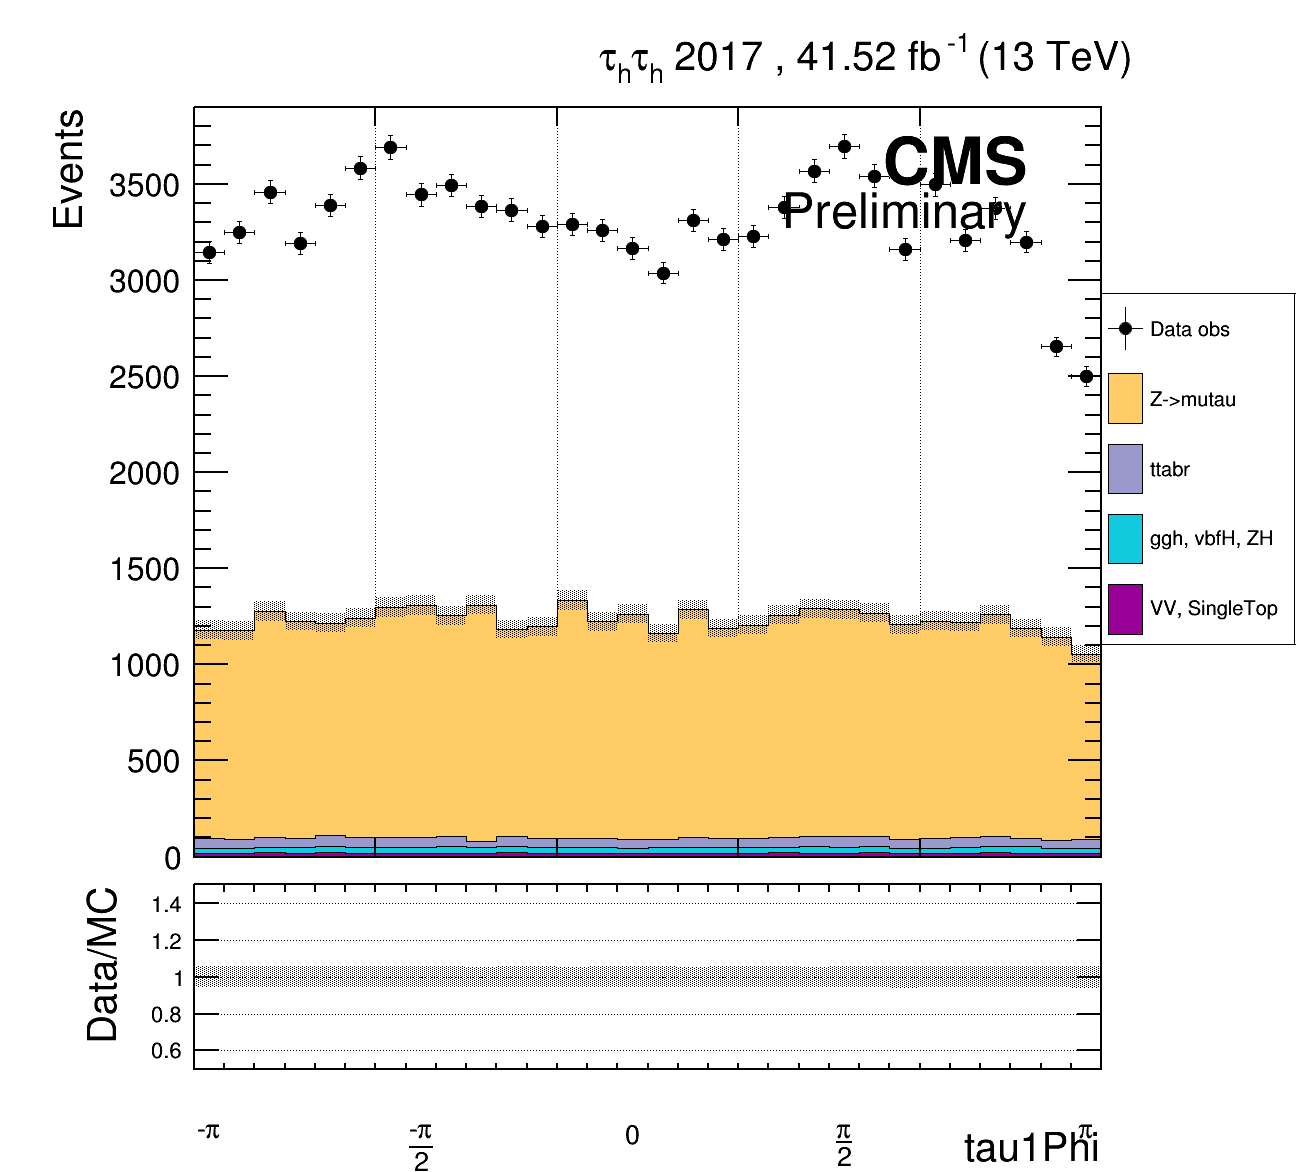 τhτh 2017 , 41.52 fb-1 (13 TeV)
Events
CMS
Preliminary
3500
3000
2500
2000
1500
1000
500
0
Data obs
Z->mutau
ttabr
ggh, vbfH, ZH
VV, SingleTop
Data/MC
1.4
1.2
1
0.8
0.6
-π
-π/2
0
π/2
π
tau1Phi